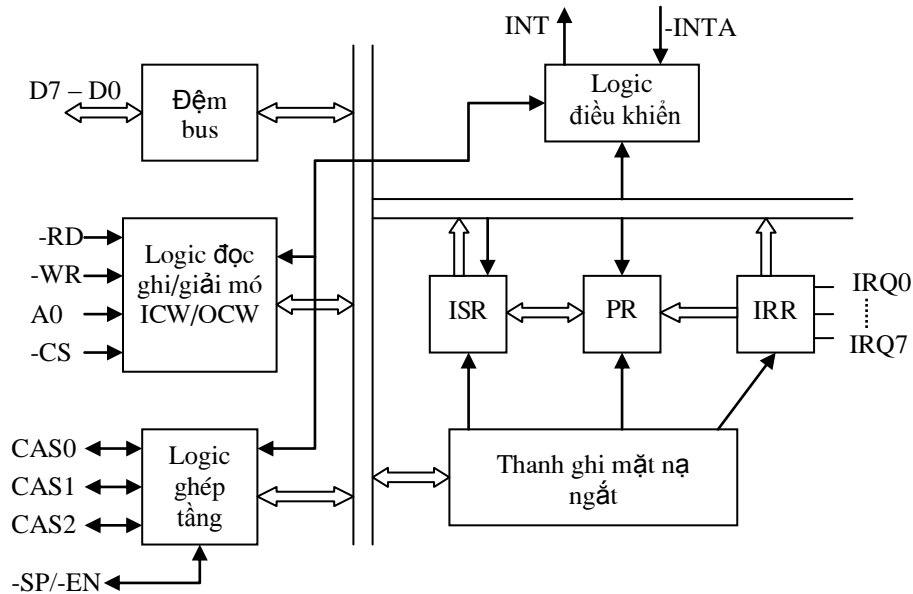 INT
-INTA
D7 – D0
Đệm
bus
Logic
điều khiển
-RD
-WR
A0
-CS
Logic đọc
ghi/giải mó
ICW/OCW
ISR
PR
IRR
IRQ0
IRQ7
CAS0
CAS1
CAS2
Logic
ghép
tầng
Thanh ghi mặt nạ
ngắt
-SP/-EN